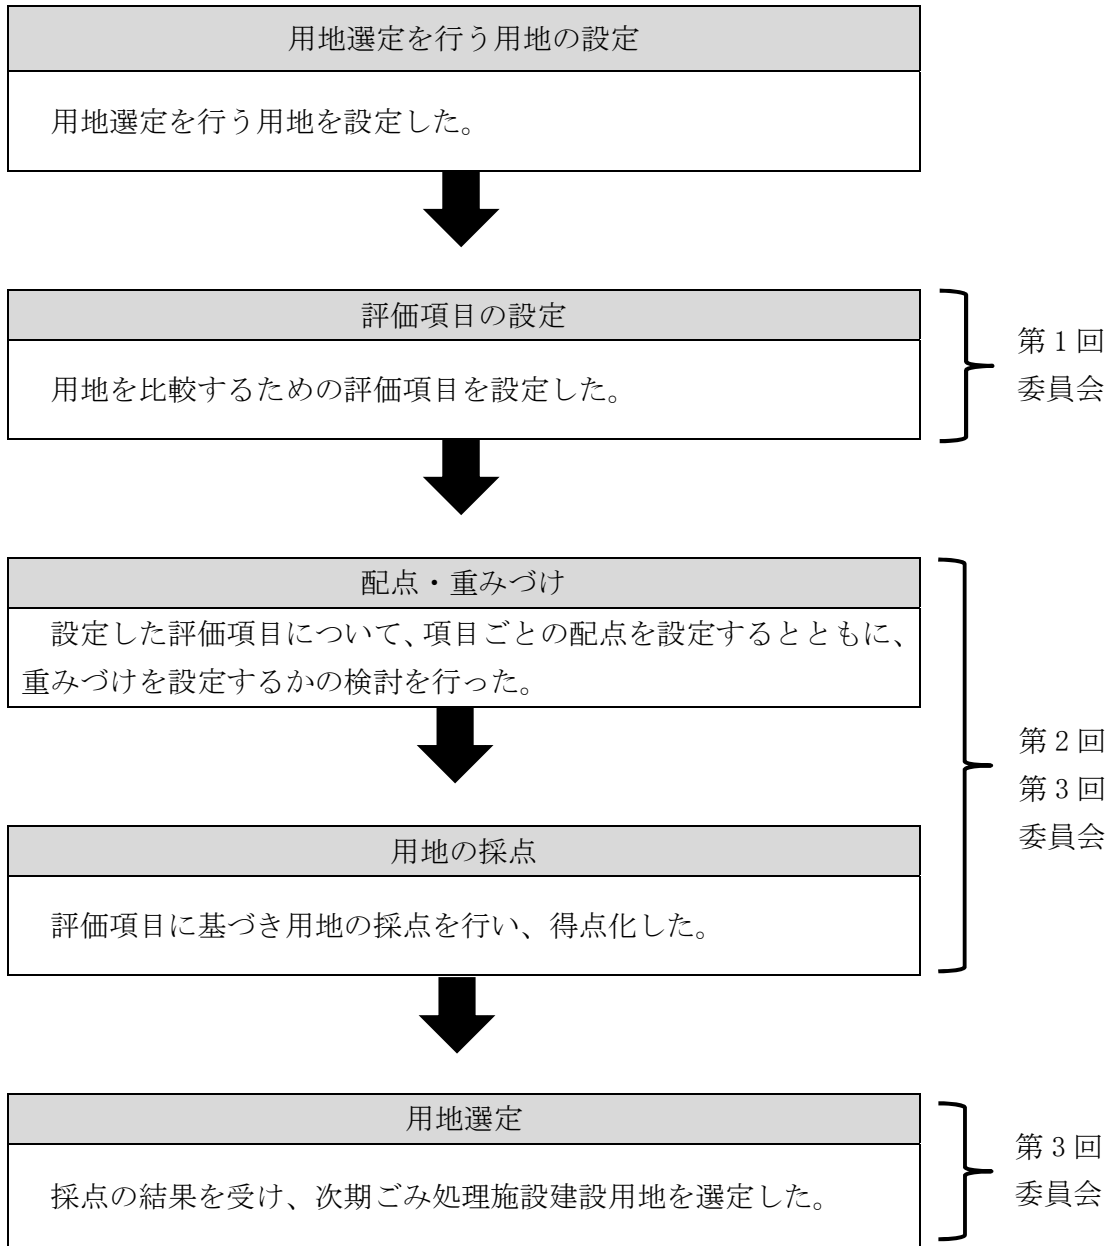 用地選定を行う用地の設定
用地選定を行う用地を設定した。
評価項目の設定
用地を比較するための評価項目を設定した。
第1回
委員会
配点・重みづけ
設定した評価項目について、項目ごとの配点を設定するとともに、
重みづけを設定するかの検討を行った。
用地の採点
評価項目に基づき用地の採点を行い、得点化した。
第2回
第3回
委員会
用地選定
採点の結果を受け、次期ごみ処理施設建設用地を選定した。
第3回
委員会